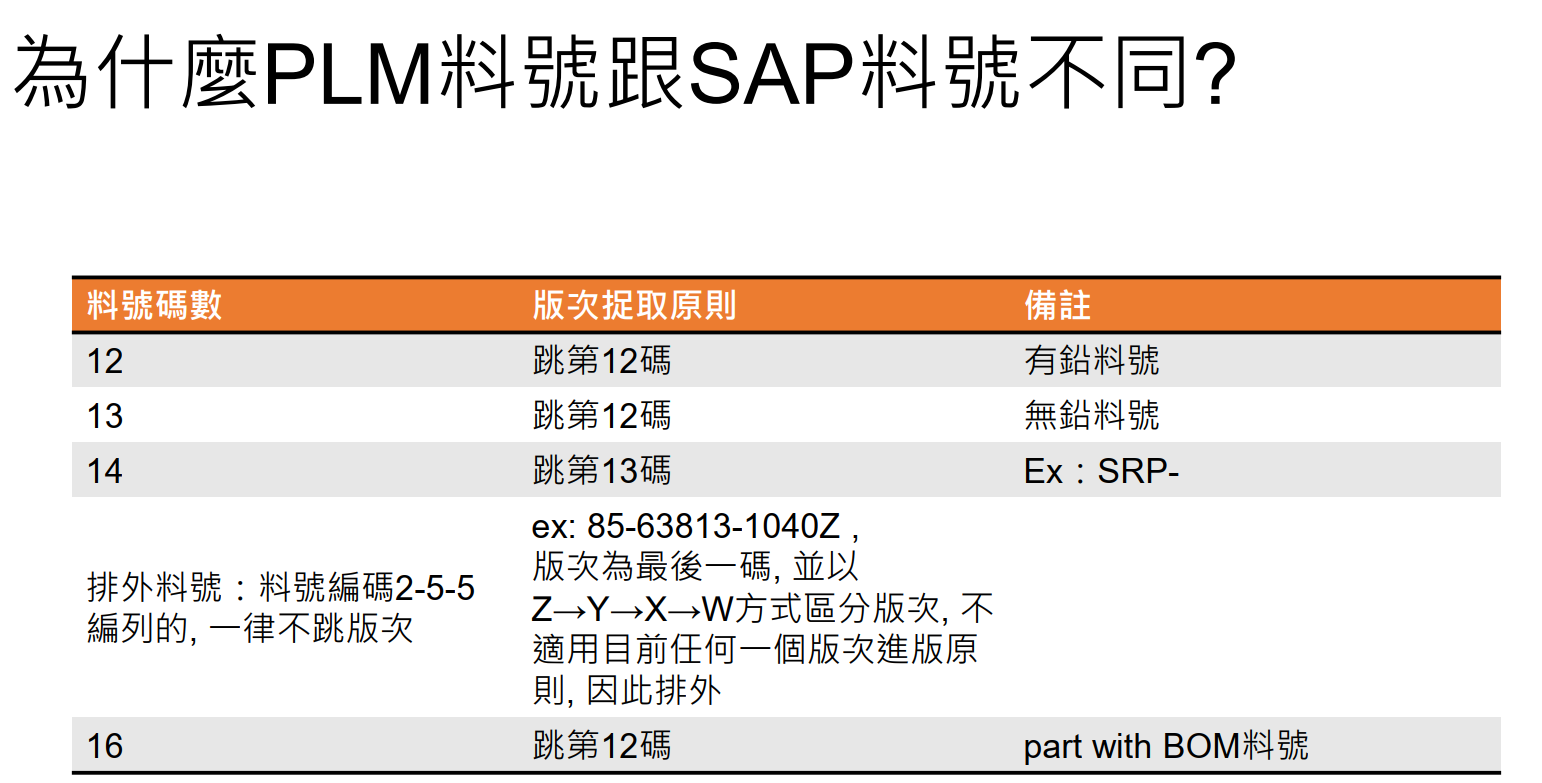 為什麼PLM料號跟SAP料號不同?
料號碼數 版次捉取原則 備註
12 跳第12碼 有鉛料號
13 跳第12碼 無鉛料號
14 跳第13碼 Ex：SRP-
排外料號：料號編碼2-5-5
編列的, 一律不跳版次
ex: 85-63813-1040Z ,
版次為最後一碼, 並以
Z→Y→X→W方式區分版次, 不
適用目前任何一個版次進版原
則, 因此排外
16 跳第12碼 part with BOM料號